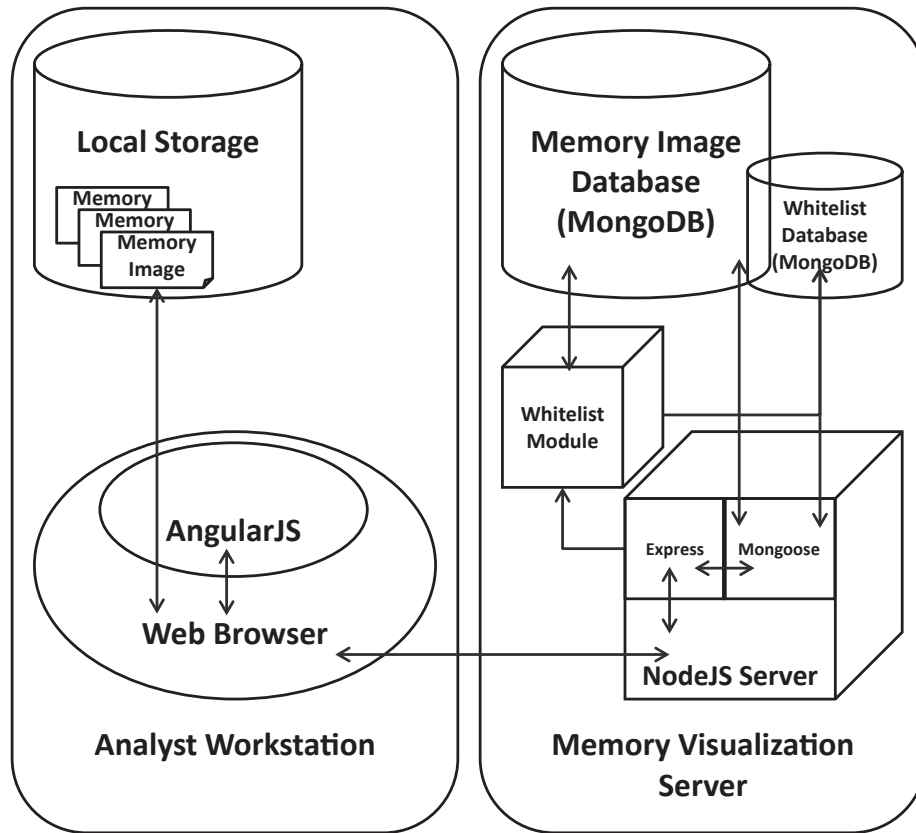 Local Storage
Memory
Memory
Memory
Image
AngularJS
Web Browser
Analyst Workstation
Memory Image
Database
(MongoDB)
Whitelist
Database
(MongoDB)
Whitelist
Module
Express
Mongoose
NodeJS Server
Memory Visualization
Server